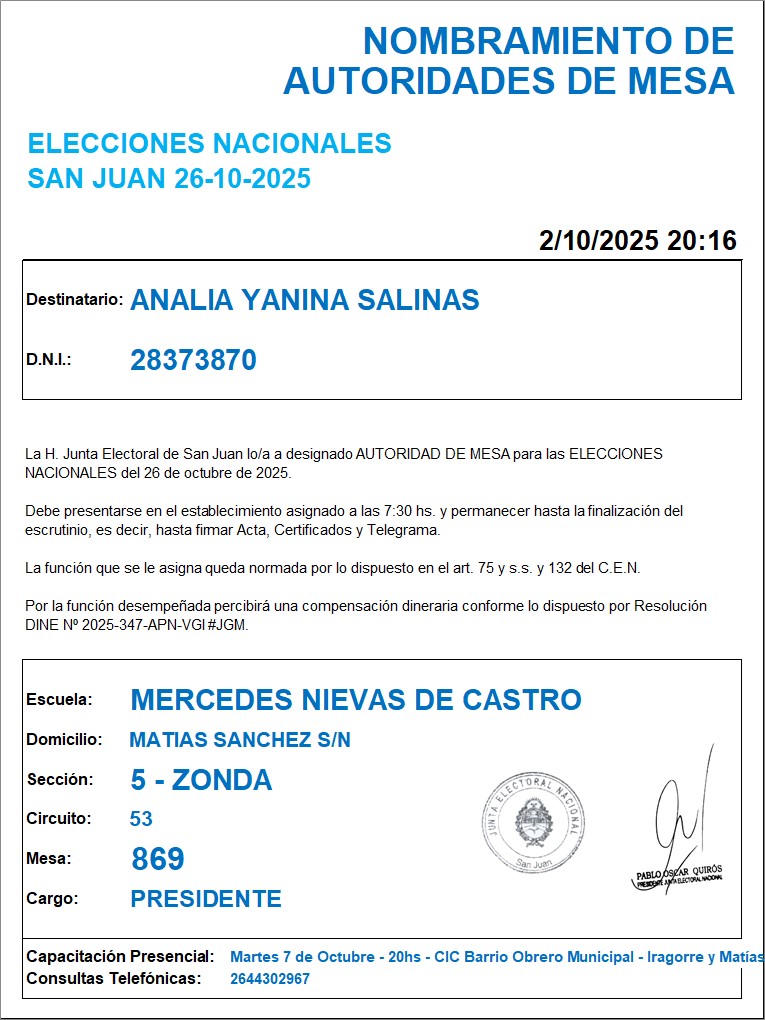 NOMBRAMIENTO DE
AUTORIDADES DE MESA
ELECCIONES NACIONALES
SAN JUAN 26-10-2025
2/10/2025 20:16
Destinatario: ANALIA YANINA SALINAS
D.N.I.: 28373870
La H. Junta Electoral de San Juan lo/a a designado AUTORIDAD DE MESA para las ELECCIONES
NACIONALES del 26 de octubre de 2025.
Debe presentarse en el establecimiento asignado a las 7:30 hs. y permanecer hasta la finalización del
escrutinio, es decir, hasta firmar Acta, Certificados y Telegrama.
La función que se le asigna queda normada por lo dispuesto en el art. 75 y s.s. y 132 del C.E.N.
Por la función desempeñada percibirá una compensación dineraria conforme lo dispuesto por Resolución
DINE Nº 2025-347-APN-VGI#JGM.
Escuela: MERCEDES NIEVAS DE CASTRO
Domicilio: MATIAS SANCHEZ S/N
Sección: 5 - ZONDA
Circuito: 53
Mesa: 869
Cargo: PRESIDENTE
JUNTA ELECTORAL NACIONAL
San Juan
PABLO OSCAR QUIRÓS
PRESIDENTE JUNTA ELECTORAL NACIONAL
Capacitación Presencial: Martes 7 de Octubre - 20hs - CIC Barrio Obrero Municipal - Iragorre y Matías
Consultas Telefónicas: 2644302967